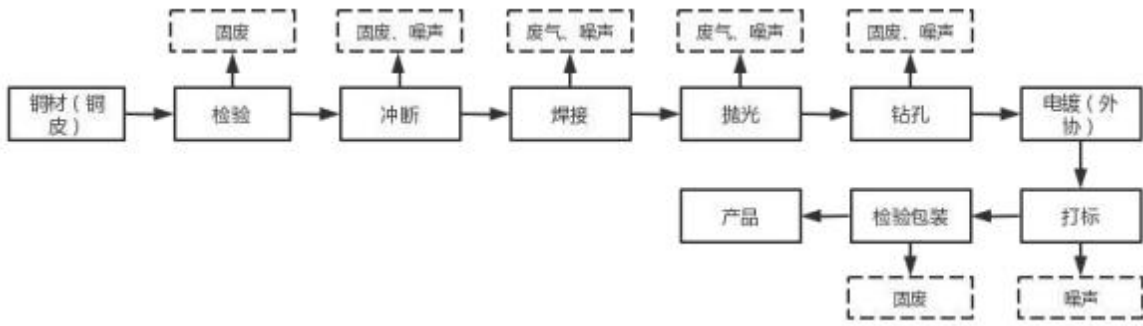 固废
固废、噪声
废气、噪声
废气、噪声
固废、噪声
铜材（铜
皮）
检验
冲断
焊接
抛光
钻孔
电镀（外
协）
产品
检验包装
打标
固废
噪声